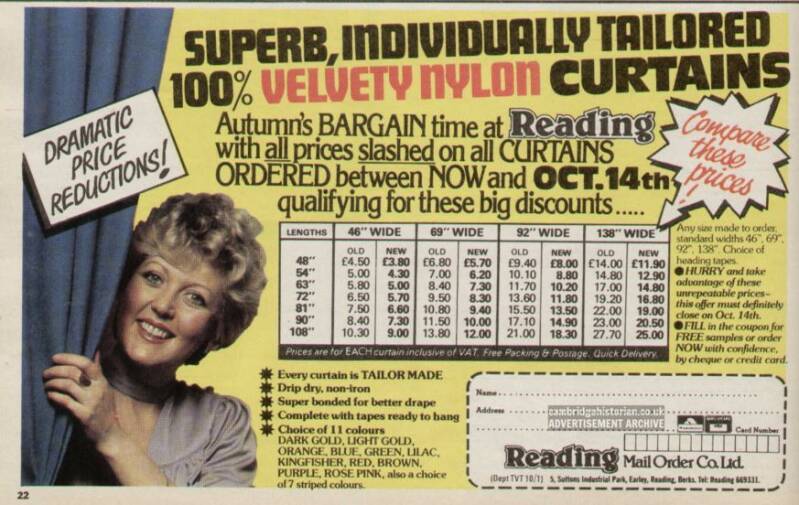 SUPERB, INDIVIDUALLY TAILORED
100% VELVETY NYLON CURTAINS
DRAMATIC
PRICE
REDUCTIONS!
Autumn's BARGAIN time at Reading
with all prices slashed on all CURTAINS
ORDERED between NOW and OCT. 14th
qualifying for these big discounts.....
Compare
these
prices
!
LENGTHS 46" WIDE 69" WIDE 92" WIDE 138" WIDE
OLD NEW OLD NEW OLD NEW OLD NEW
48" £4.50 £3.80 £6.80 £5.70 £9.40 £8.00 £14.00 £11.90
54" 5.00 4.30 7.00 6.20 10.10 8.80 14.80 12.90
63" 5.80 5.00 8.40 7.30 11.70 10.20 17.00 14.80
72" 6.50 5.70 9.50 8.30 13.60 11.80 19.20 16.80
81" 7.50 6.60 10.80 9.40 15.50 13.50 22.00 19.00
90" 8.40 7.30 11.50 10.00 17.10 14.90 23.00 20.50
108" 10.30 9.00 13.80 12.00 21.00 18.30 27.70 25.00
Prices are for EACH curtain inclusive of VAT. Free Packing & Postage. Quick Delivery.
Any size made to order,
standard widths 46", 69",
92", 138". Choice of
heading tapes.
● HURRY and take
advantage of these
unrepeatable prices—
this offer must definitely
close on Oct. 14th.
● FILL in the coupon for
FREE samples or order
NOW with confidence,
by cheque or credit card.
Every curtain is TAILOR MADE
Drip dry, non-iron
Super bonded for better drape
Complete with tapes ready to hang
Choice of 11 colours
DARK GOLD, LIGHT GOLD,
ORANGE, BLUE, GREEN, LILAC,
KINGFISHER, RED, BROWN,
PURPLE, ROSE PINK, also a choice
of 7 striped colours.
Name
Address
cambridgehistorian.co.uk
ADVERTISEMENT ARCHIVE
Card Number
Reading Mail Order Co. Ltd.
(Dept TVT 10/1) 5, Suttons Industrial Park, Earley, Reading, Berks. Tel: Reading 669331.
22